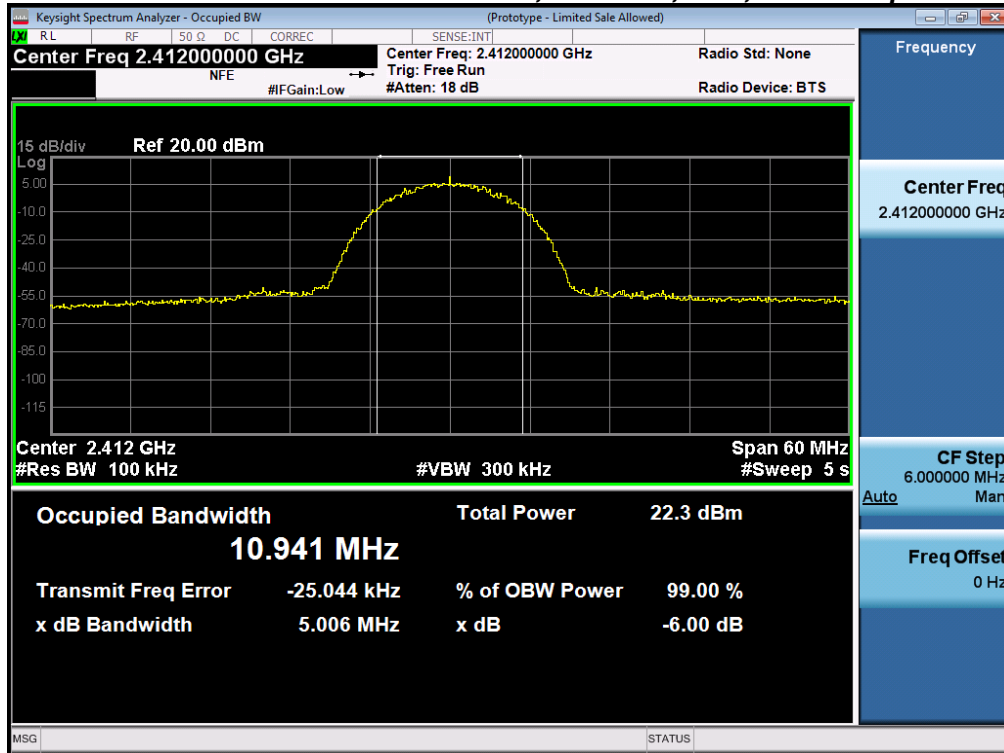 Keysight Spectrum Analyzer - Occupied BW (Prototype - Limited Sale Allowed)
LXI RL RF 50 Ω DC CORREC SENSE:INT
Center Freq 2.412000000 GHz
NFE
#IFGain:Low
Center Freq: 2.412000000 GHz
Trig: Free Run
#Atten: 18 dB
Radio Std: None
Radio Device: BTS
15 dB/div Ref 20.00 dBm
Log
5.00
-10.0
-25.0
-40.0
-55.0
-70.0
-85.0
-100
-115
Center 2.412 GHz Span 60 MHz
#Res BW 100 kHz #VBW 300 kHz #Sweep 5 s
Occupied Bandwidth Total Power 22.3 dBm
10.941 MHz
Transmit Freq Error -25.044 kHz % of OBW Power 99.00 %
x dB Bandwidth 5.006 MHz x dB -6.00 dB
MSG STATUS
Frequency
Center Freq
2.412000000 GHz
CF Step
6.000000 MHz
Auto Man
Freq Offset
0 Hz